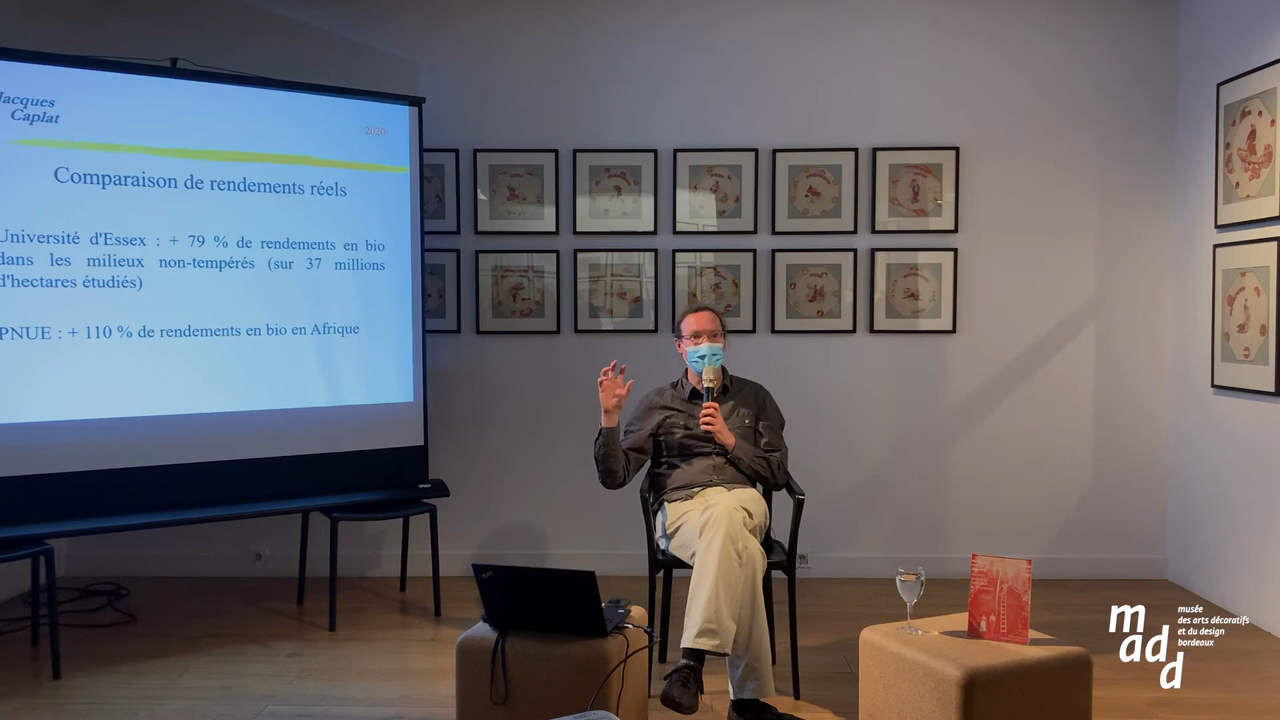 Jacques
Caplat
2020
Comparaison de rendements réels
Université d'Essex : + 79 % de rendements en bio
dans les milieux non-tempérés (sur 37 millions
d'hectares étudiés)
PNUE : + 110 % de rendements en bio en Afrique
madd
musée
des arts décoratifs
et du design
bordeaux